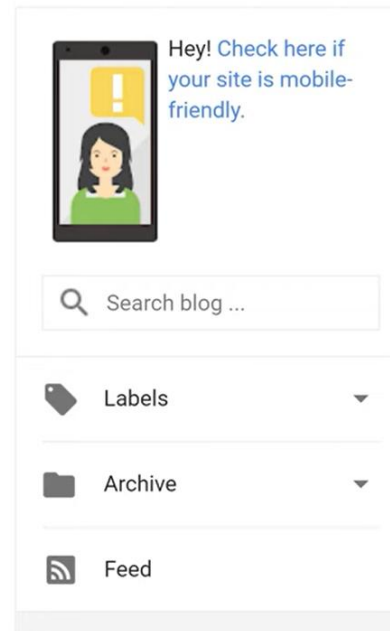 Hey! Check here if
your site is mobile-
friendly.
Search blog ...
Labels
Archive
Feed